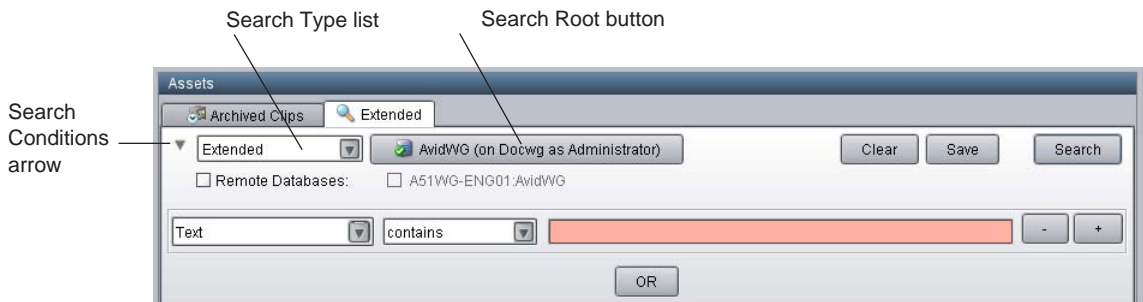 Search Type list
Search Root button
Search
Conditions
arrow
Assets
Archived Clips
Extended
Extended
AvidWG (on Docwg as Administrator)
Clear
Save
Search
Remote Databases:
A51WG-ENG01:AvidWG
Text
contains
-
+
OR